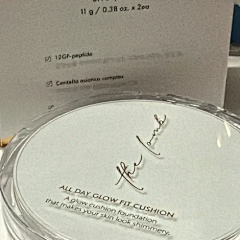 11 g / 0.38 oz. x 2ea
12GF-peptide
Centella asiatica complex
the
ALL DAY GLOW FIT CUSHION
A glow cushion foundation
that makes your skin look shimmery.